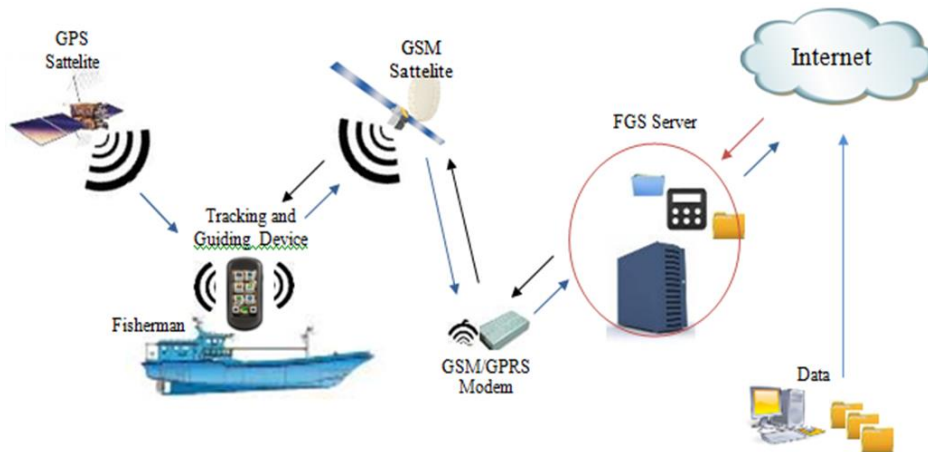 GPS
Sattelite
GSM
Sattelite
Internet
FGS Server
Tracking and
Guiding Device
Fisherman
GSM/GPRS
Modem
Data